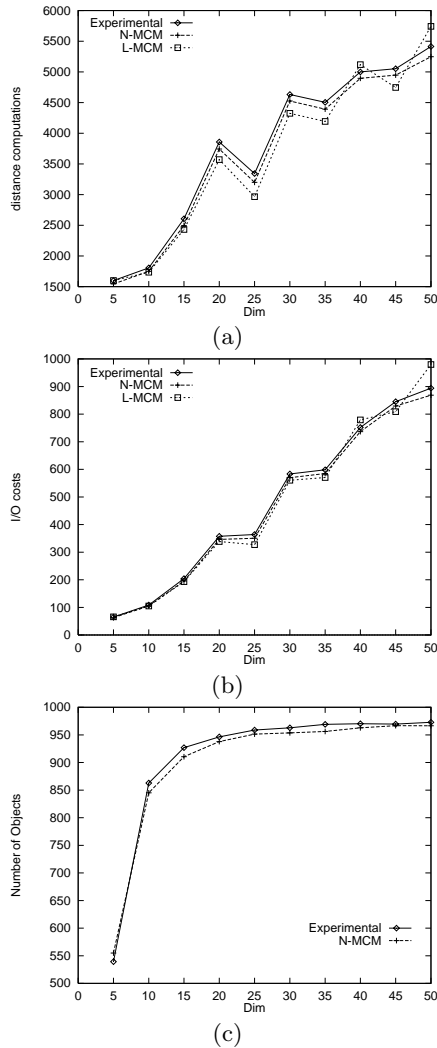 6000
5500
5000
4500
4000
3500
3000
2500
2000
1500
distance computations
Experimental
N-MCM
L-MCM
0 5 10 15 20 25 30 35 40 45 50
Dim
(a)
1000
900
800
700
600
500
400
300
200
100
0
I/O costs
Experimental
N-MCM
L-MCM
0 5 10 15 20 25 30 35 40 45 50
Dim
(b)
1000
950
900
850
800
750
700
650
600
550
500
Number of Objects
Experimental
N-MCM
0 5 10 15 20 25 30 35 40 45 50
Dim
(c)